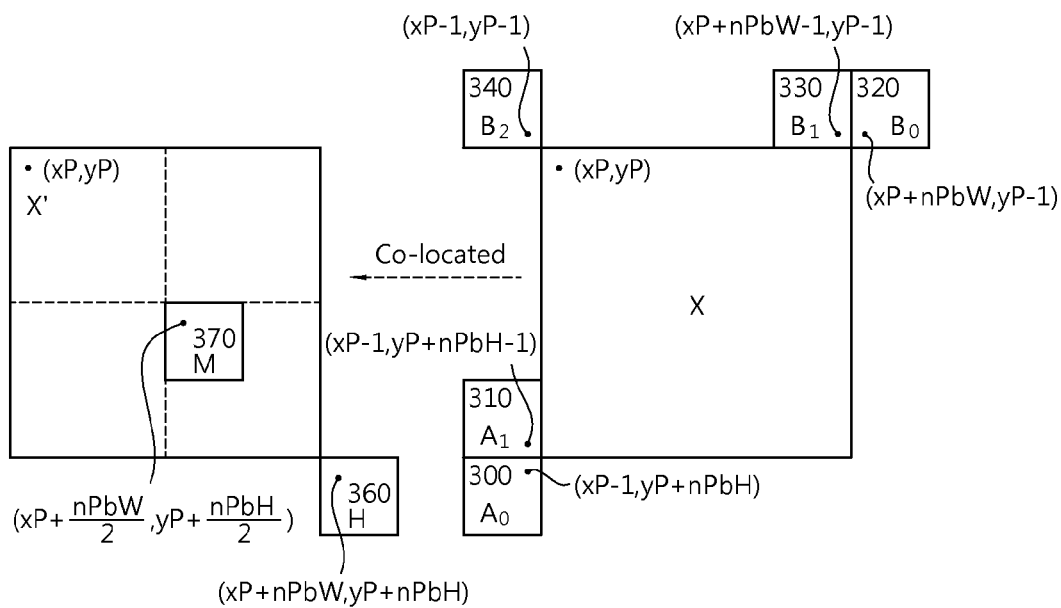 (xP-1,yP-1)
(xP+nPbW-1,yP-1)
340
B2
330
B1
320
B0
(xP,yP)
X'
(xP,yP)
(xP+nPbW,yP-1)
Co-located
X
370
M
(xP-1,yP+nPbH-1)
310
A1
300
A0
(xP-1,yP+nPbH)
360
H
(xP+nPbW/2,yP+nPbH/2)
(xP+nPbW,yP+nPbH)